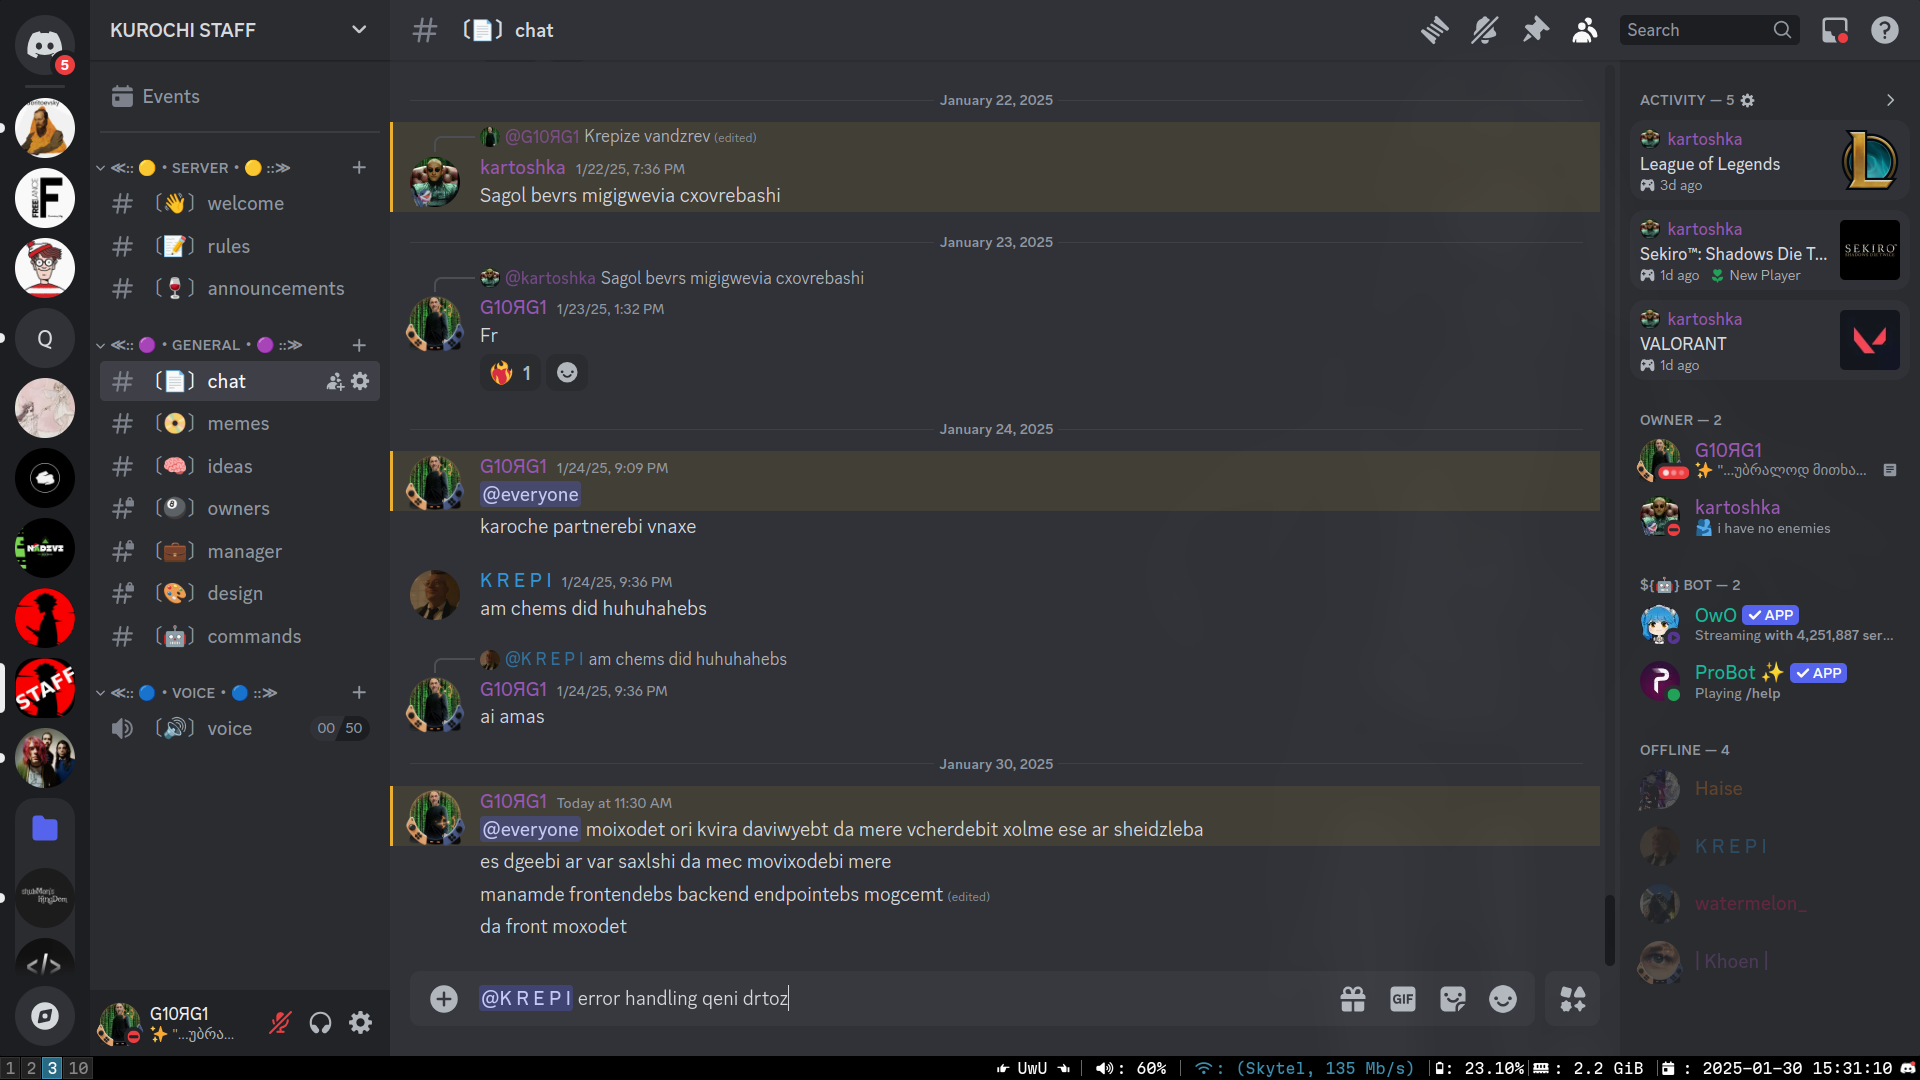 5
FREELANCE
F
Q
NADZVZ
STAFF
</>
KUROCHI STAFF
Events
≪:: 🟡 • SERVER • 🟡 ::≫
# 〔👋〕 welcome
# 〔📝〕 rules
# 〔🍷〕 announcements
≪:: 🟣 • GENERAL • 🟣 ::≫
# 〔📄〕 chat
# 〔📀〕 memes
# 〔🧠〕 ideas
# 〔🎱〕 owners
# 〔💼〕 manager
# 〔🎨〕 design
# 〔🤖〕 commands
≪:: 🔵 • VOICE • 🔵 ::≫
〔🔊〕 voice 00 50
G10ЯG1
✨ "...უბრა...
# 〔📄〕 chat
Search
January 22, 2025
@G10ЯG1 Krepize vandzrev (edited)
kartoshka 1/22/25, 7:36 PM
Sagol bevrs migigwevia cxovrebashi
January 23, 2025
@kartoshka Sagol bevrs migigwevia cxovrebashi
G10ЯG1 1/23/25, 1:32 PM
Fr
1
January 24, 2025
G10ЯG1 1/24/25, 9:09 PM
@everyone
karoche partnerebi vnaxe
K R E P I 1/24/25, 9:36 PM
am chems did huhuhahebs
@K R E P I am chems did huhuhahebs
G10ЯG1 1/24/25, 9:36 PM
ai amas
January 30, 2025
G10ЯG1 Today at 11:30 AM
@everyone moixodet ori kvira daviwyebt da mere vcherdebit xolme ese ar sheidzleba
es dgeebi ar var saxlshi da mec movixodebi mere
manamde frontendebs backend endpointebs mogcemt (edited)
da front moxodet
@K R E P I error handling qeni drtoz
GIF
ACTIVITY — 5
kartoshka
League of Legends
3d ago
kartoshka
Sekiro™: Shadows Die T...
1d ago New Player
SEKIRO
kartoshka
VALORANT
1d ago
OWNER — 2
G10ЯG1
✨ "...უბრალოდ მითხა...
kartoshka
🫂 i have no enemies
${🤖} BOT — 2
OwO ✓ APP
Streaming with 4,251,887 ser...
ProBot ✨ ✓ APP
Playing /help
OFFLINE — 4
Haise
K R E P I
watermelon_
| Khoen |
1 2 3 10
UwU
: 60%
: (Skytel, 135 Mb/s)
: 23.10%
: 2.2 GiB
: 2025-01-30 15:31:10